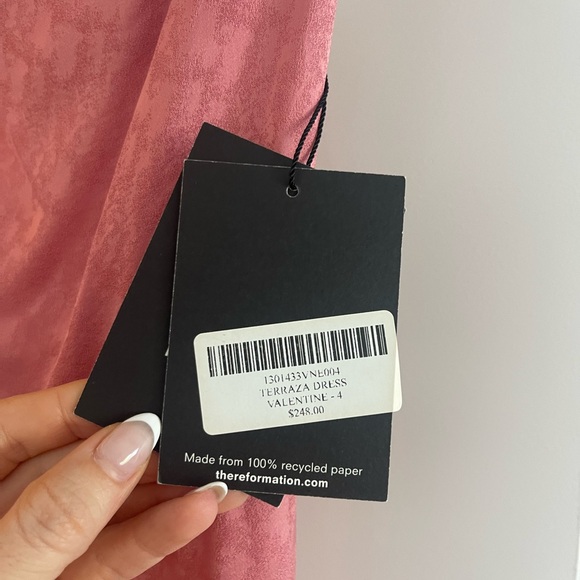 1301433VNE004
TERRAZA DRESS
VALENTINE - 4
$248.00
Made from 100% recycled paper
thereformation.com